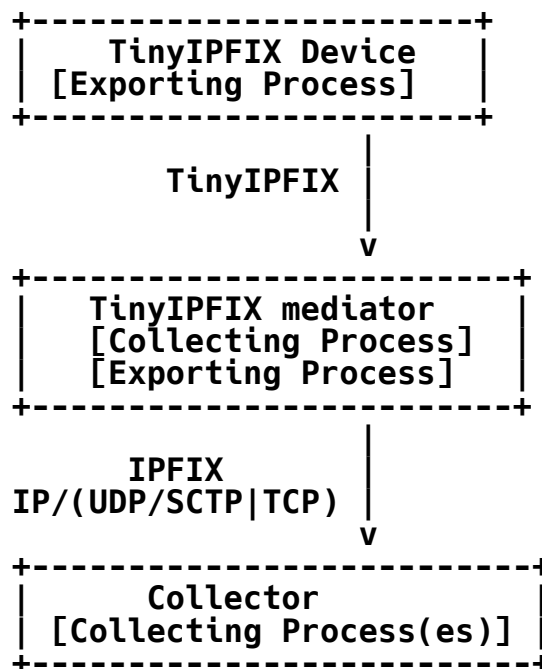 TinyIPFIX Device
[Exporting Process]
TinyIPFIX
v
TinyIPFIX mediator
[Collecting Process]
[Exporting Process]
IPFIX
IP/(UDP/SCTP|TCP)
v
Collector
[Collecting Process(es)]